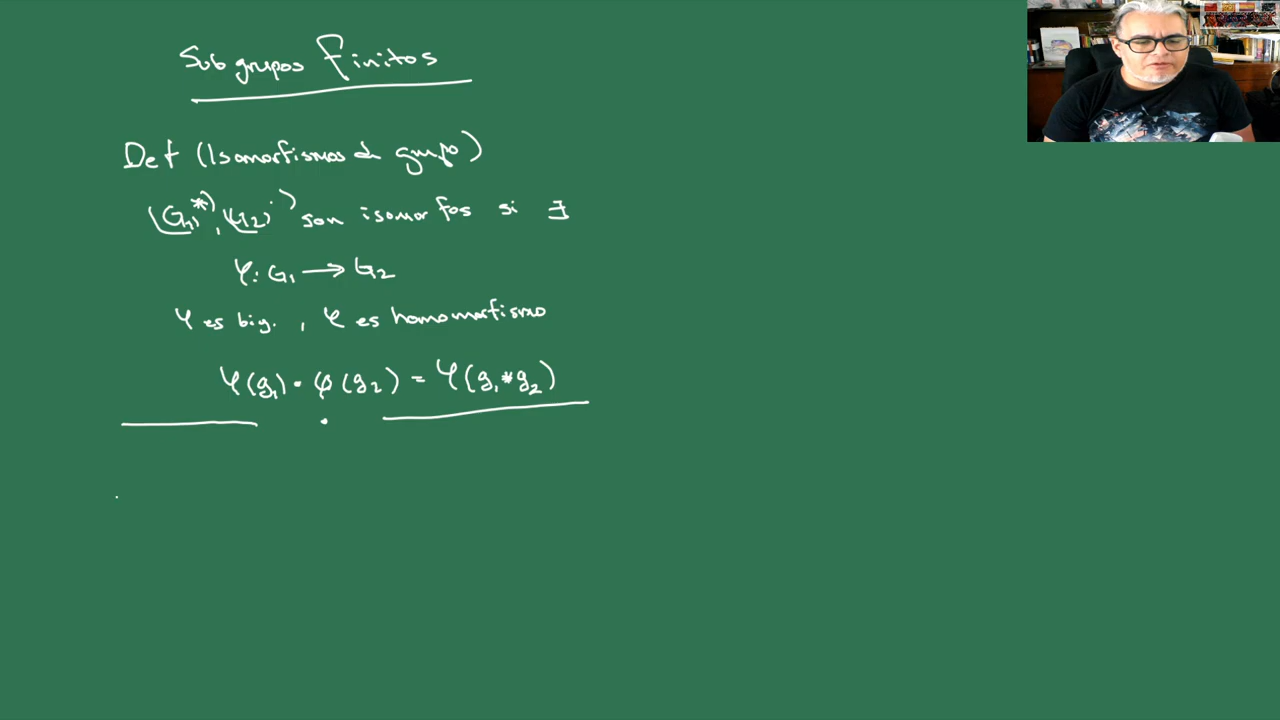 Subgrupos Finitos
Def (Isomorfismos de grupo)
(G₁,*), (G₂,·) son isomorfos si ∃
φ: G₁ → G₂
φ es biy. , φ es homomorfismo
φ(g₁) · φ(g₂) = φ(g₁ * g₂)